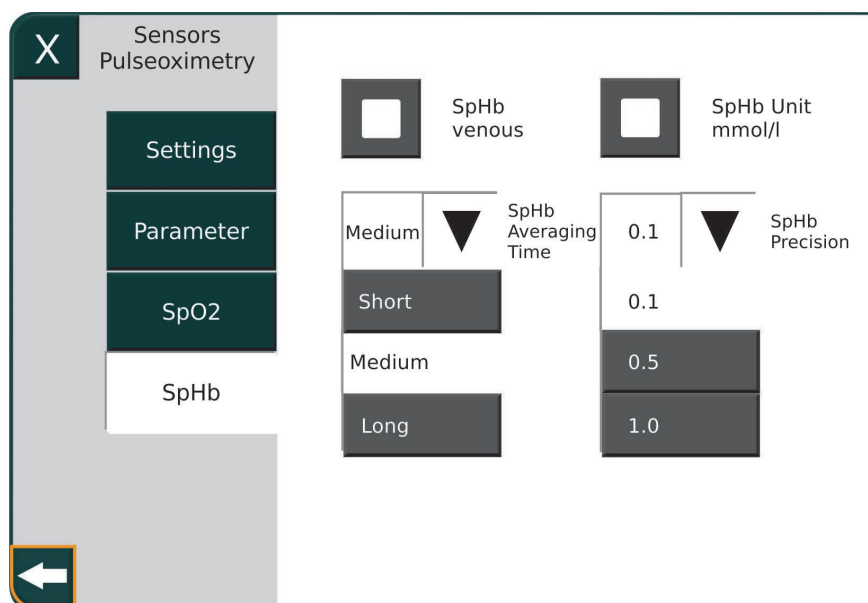 X
Sensors
Pulseoximetry
Settings
Parameter
SpO2
SpHb
SpHb
venous
SpHb Unit
mmol/l
Medium
SpHb
Averaging
Time
0.1
SpHb
Precision
Short
Medium
Long
0.1
0.5
1.0